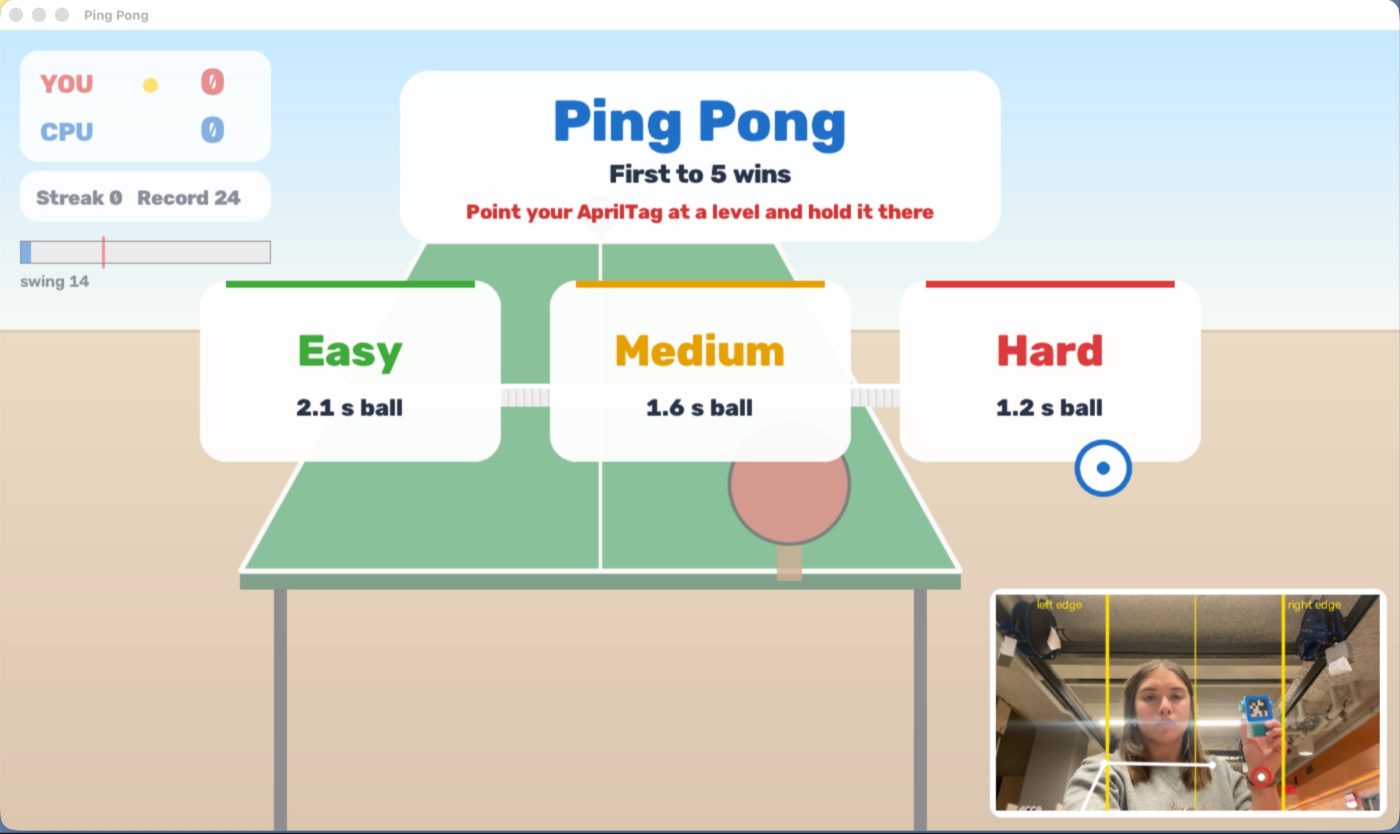 Ping Pong
YOU 0
CPU 0
Streak 0 Record 24
swing 14
Ping Pong
First to 5 wins
Point your AprilTag at a level and hold it there
Easy
2.1 s ball
Medium
1.6 s ball
Hard
1.2 s ball
left edge
right edge